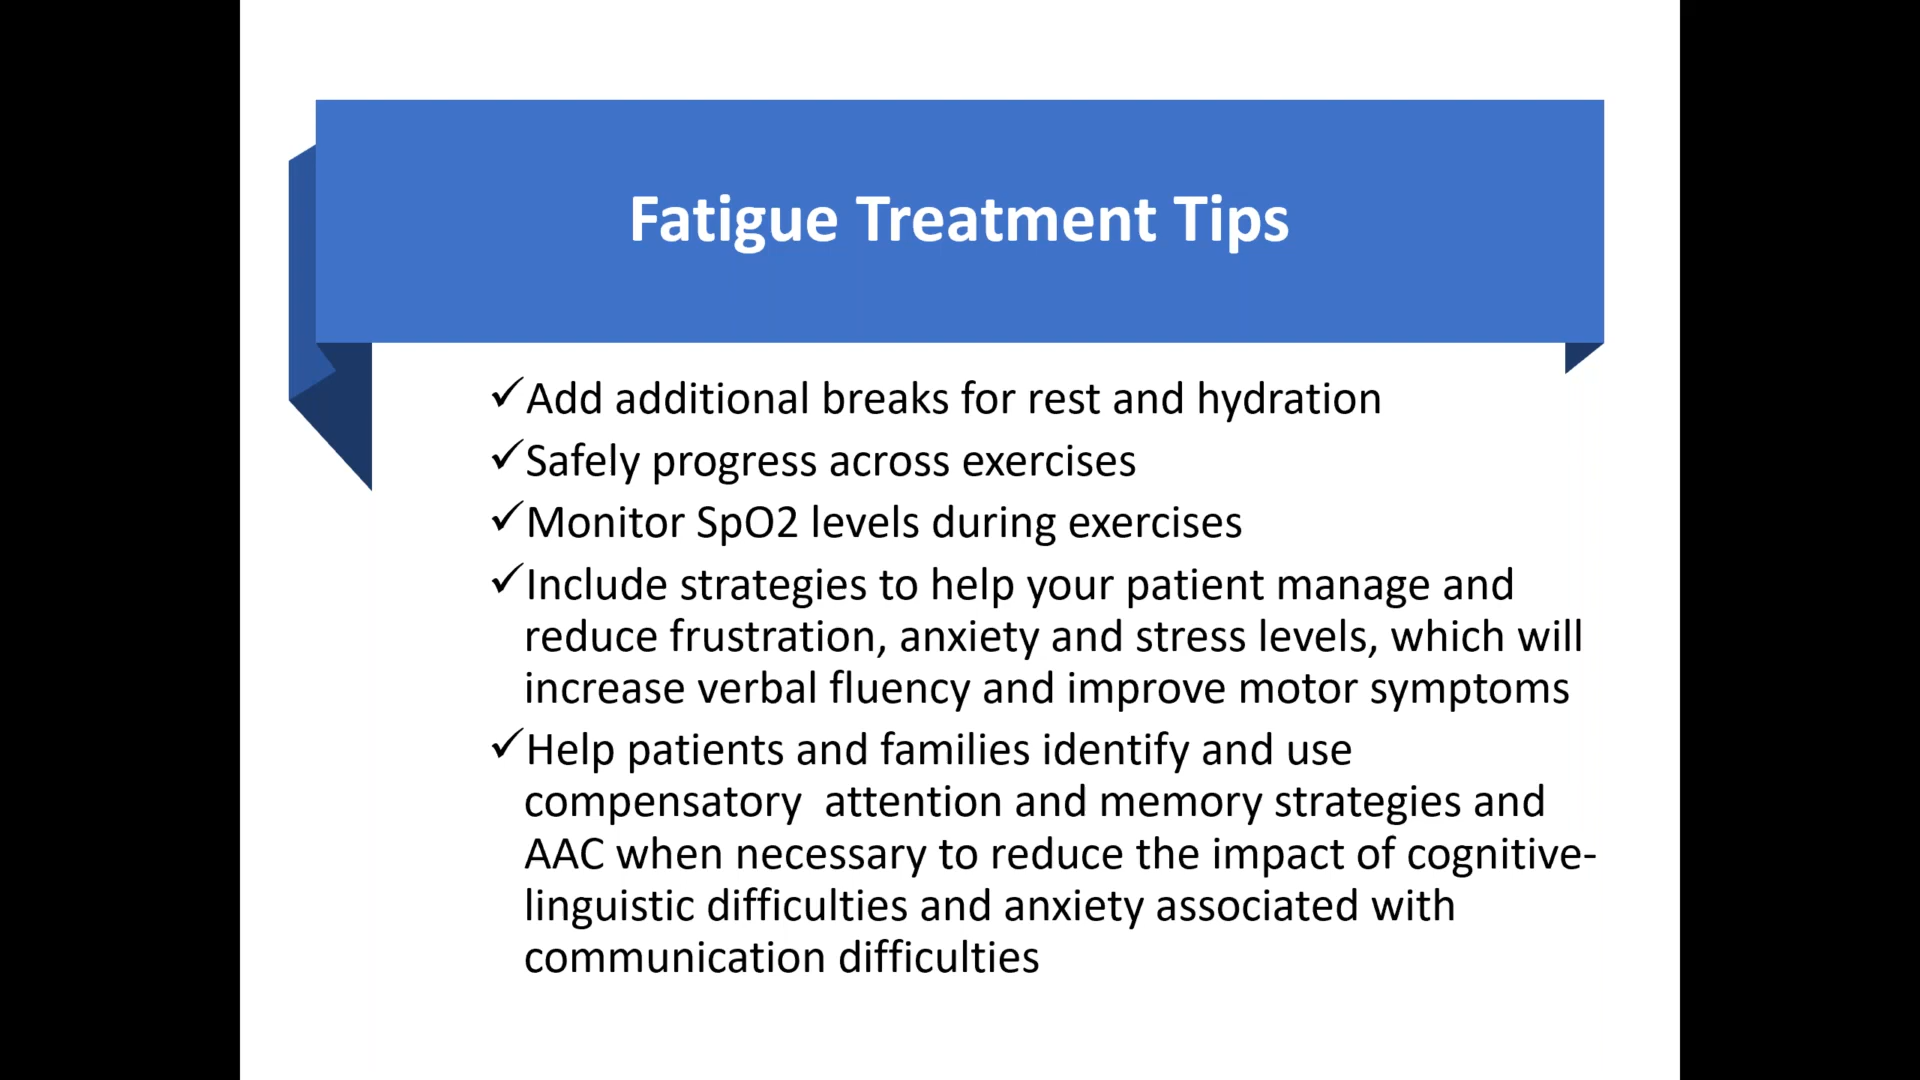 Fatigue Treatment Tips
✓Add additional breaks for rest and hydration
✓Safely progress across exercises
✓Monitor SpO2 levels during exercises
✓Include strategies to help your patient manage and
reduce frustration, anxiety and stress levels, which will
increase verbal fluency and improve motor symptoms
✓Help patients and families identify and use
compensatory  attention and memory strategies and
AAC when necessary to reduce the impact of cognitive-
linguistic difficulties and anxiety associated with
communication difficulties